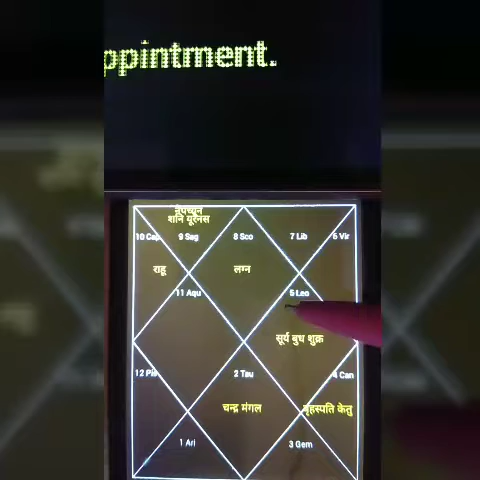 ppintment.
नेपच्यून
शनि यूरेनस
10 Cap
9 Sag
8 Sco
7 Lib
6 Vir
राहू
लग्न
11 Aqu
5 Leo
सूर्य बुध शुक्र
12 Pis
2 Tau
4 Can
चन्द्र मंगल
बृहस्पति केतु
1 Ari
3 Gem